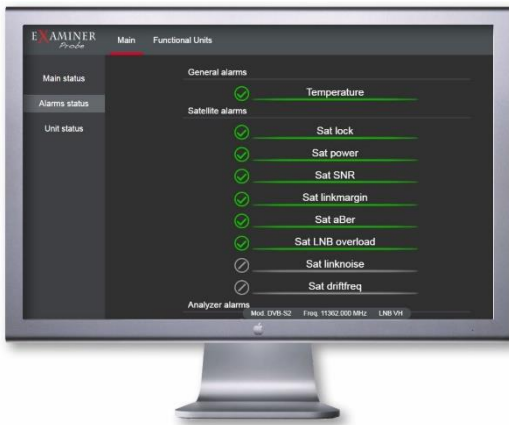 EXAMINER
Probe
Main
Functional Units
Main status
Alarms status
Unit status
General alarms
Temperature
Satellite alarms
Sat lock
Sat power
Sat SNR
Sat linkmargin
Sat aBer
Sat LNB overload
Sat linknoise
Sat driftfreq
Analyzer alarms
Mod. DVB-S2 Freq. 11362.000 MHz LNB VH